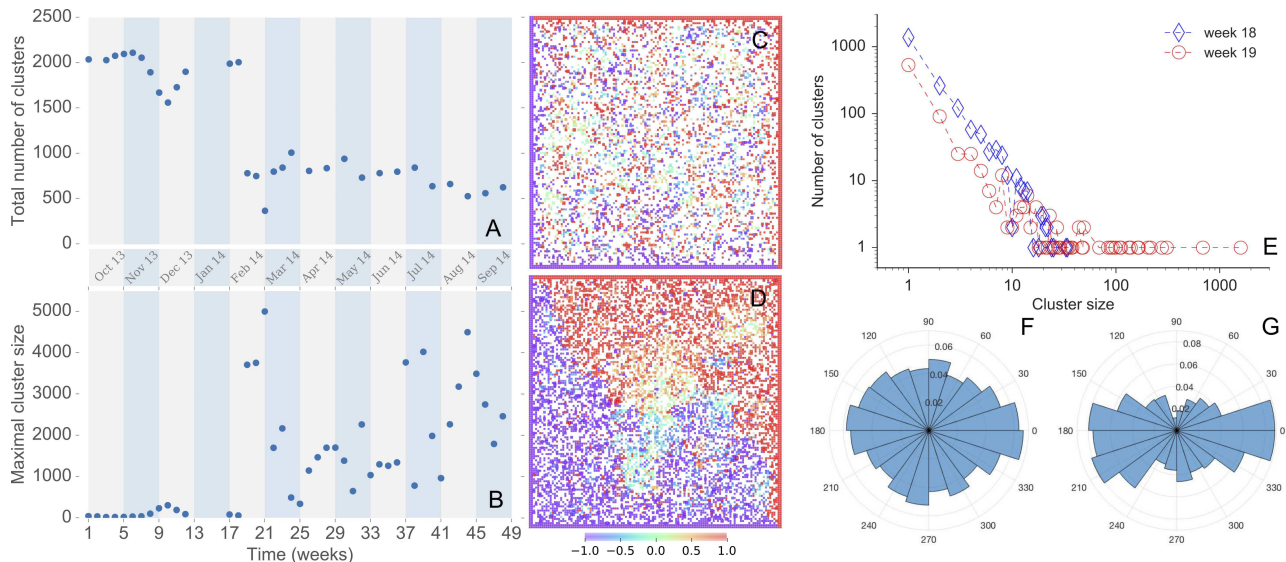 2500
2000
1500
1000
500
0
Total number of clusters
A
Oct 13
Nov 13
Dec 13
Jan 14
Feb 14
Mar 14
Apr 14
May 14
Jun 14
Jul 14
Aug 14
Sep 14
5000
4000
3000
2000
1000
0
Maximal cluster size
B
1 5 9 13 17 21 25 29 33 37 41 45 49
Time (weeks)
C
D
−1.0 −0.5 0.0 0.5 1.0
week 18
week 19
1000
100
10
1
Number of clusters
E
1 10 100 1000
Cluster size
F
90
120 60
0.06
150 0.04 30
0.02
180 0
210 330
240 300
270
G
90
120 60
0.08
0.06
150 0.04 30
0.02
180 0
210 330
240 300
270